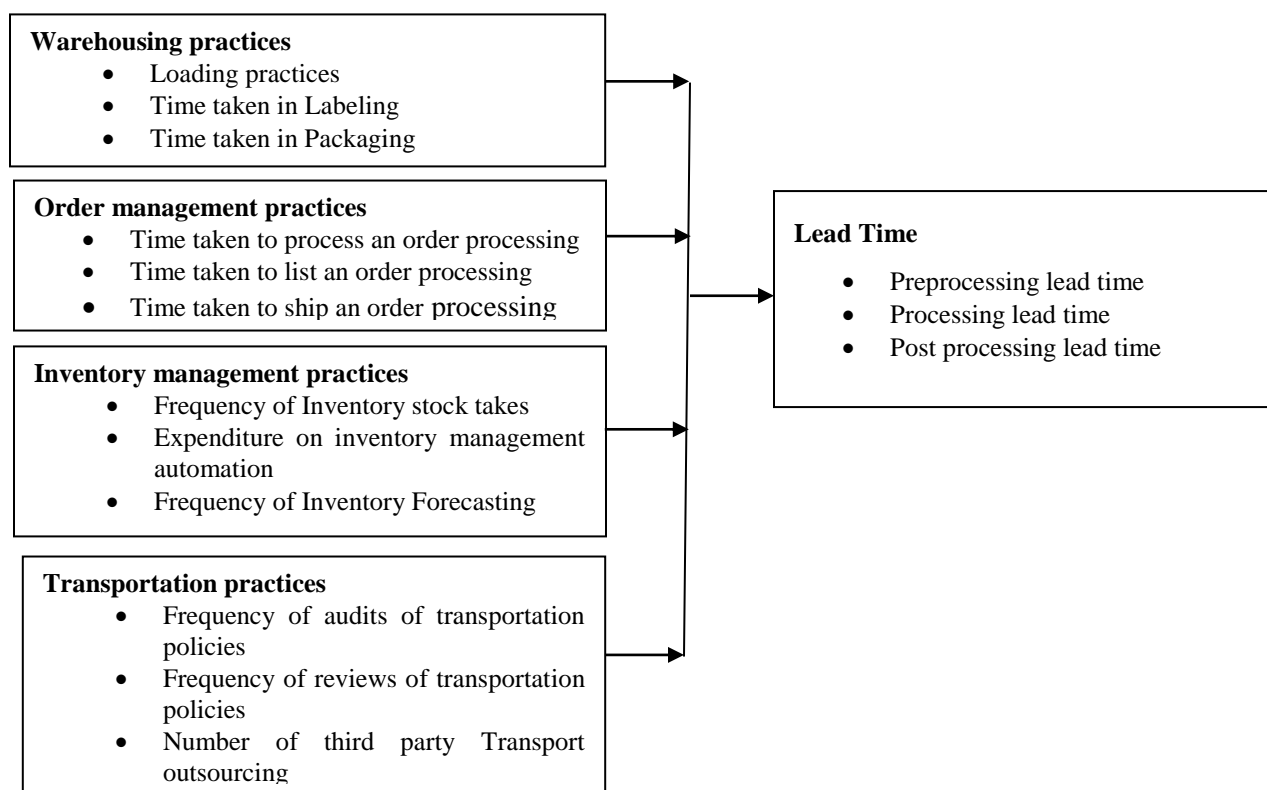 Warehousing practices
• Loading practices
• Time taken in Labeling
• Time taken in Packaging
Order management practices
• Time taken to process an order processing
• Time taken to list an order processing
• Time taken to ship an order processing
Inventory management practices
• Frequency of Inventory stock takes
• Expenditure on inventory management
automation
• Frequency of Inventory Forecasting
Transportation practices
• Frequency of audits of transportation
policies
• Frequency of reviews of transportation
policies
• Number of third party Transport
outsourcing
Lead Time
• Preprocessing lead time
• Processing lead time
• Post processing lead time